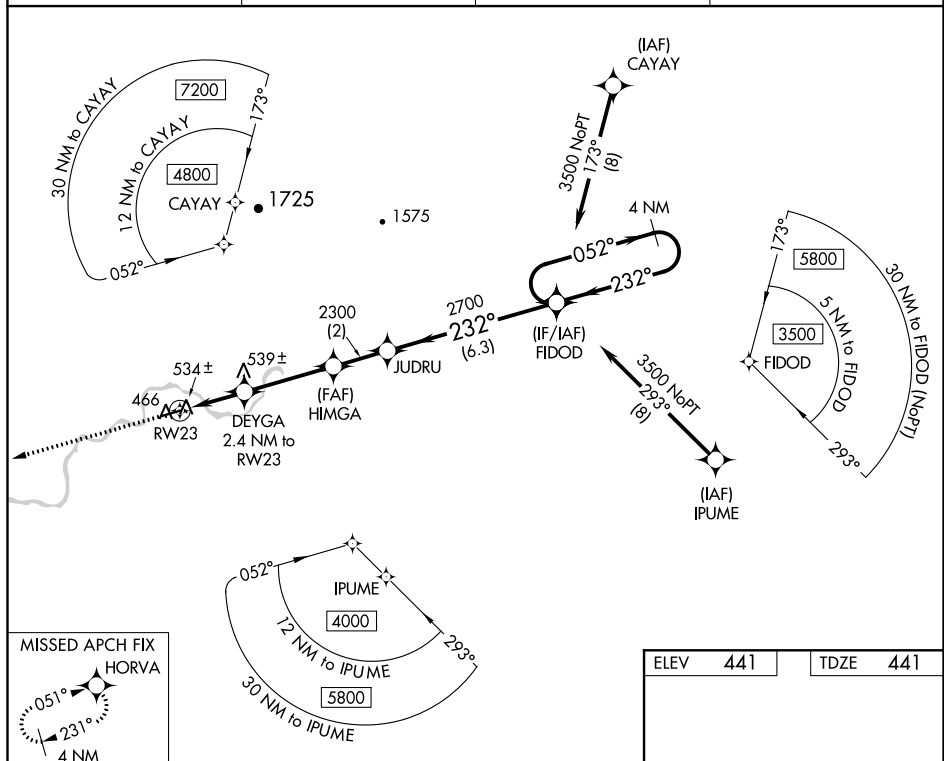 (IAF)
CAYAY
3500 NoPT
173°
(8)
30 NM to CAYAY
7200
173°
12 NM to CAYAY
4800
CAYAY
052°
1725
1575
4 NM
052°
232°
(IF/IAF)
FIDOD
2700
232°
(6.3)
2300
(2)
JUDRU
(FAF)
HIMGA
539±
DEYGA
2.4 NM to
RW23
534±
466
RW23
173°
5800
30 NM to FIDOD (NoPT)
5 NM to FIDOD
3500
FIDOD
293°
3500 NoPT
293°
(8)
(IAF)
IPUME
052°
IPUME
4000
12 NM to IPUME
293°
5800
30 NM to IPUME
MISSED APCH FIX
HORVA
051°
231°
4 NM
ELEV 441
TDZE 441